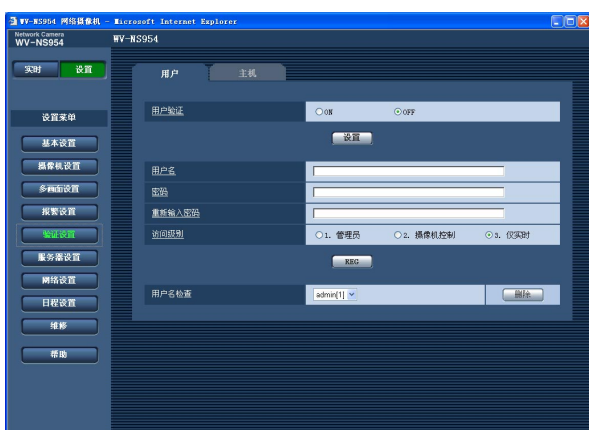 WV-NS954 网络摄像机 - Microsoft Internet Explorer
Network Camera
WV-NS954
WV-NS954
实时 设置
用户 主机
设置菜单
基本设置
摄像机设置
多画面设置
报警设置
验证设置
服务器设置
网络设置
日程设置
维修
帮助
用户验证 ON OFF
设置
用户名
密码
重新输入密码
访问级别 1. 管理员 2. 摄像机控制 3. 仅实时
REG
用户名检查 admin[1] 删除